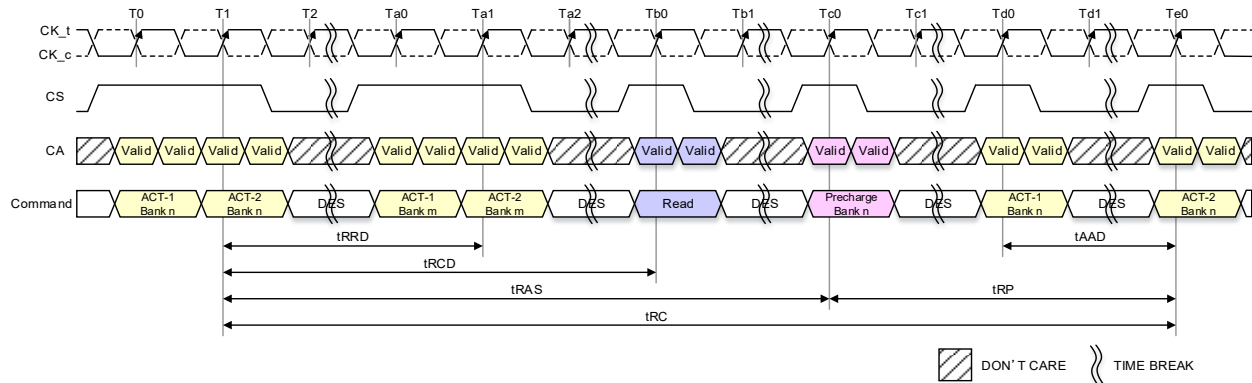 T0 T1 T2 Ta0 Ta1 Ta2 Tb0 Tb1 Tc0 Tc1 Td0 Td1 Te0
CK_t
CK_c
CS
CA Valid Valid Valid Valid Valid Valid Valid Valid Valid Valid Valid Valid Valid Valid Valid Valid
Command ACT-1 Bank n ACT-2 Bank n DES ACT-1 Bank m ACT-2 Bank m DES Read DES Precharge Bank n DES ACT-1 Bank n DES ACT-2 Bank n
tRRD tAAD
tRCD
tRAS tRP
tRC
DON'T CARE TIME BREAK